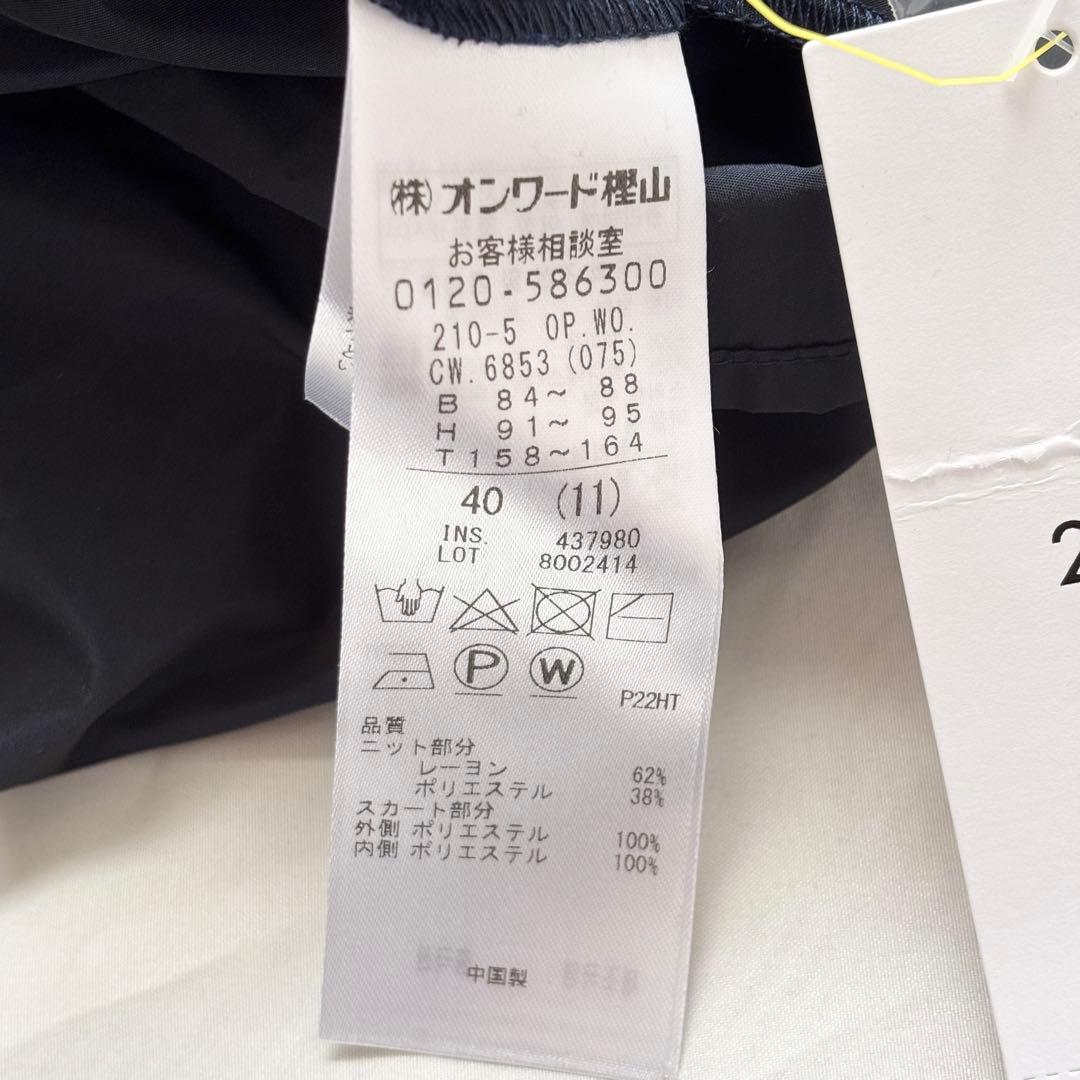 (株)オンワード樫山
お客様相談室
0120-586300
210-5 OP.WO.
CW.6853 (075)
B 84～ 88
H 91～ 95
T 158～164
40 (11)
INS. 437980
LOT 8002414
P
W
P22HT
品質
ニット部分
レーヨン 62%
ポリエステル 38%
スカート部分
外側 ポリエステル 100%
内側 ポリエステル 100%
中国製
2